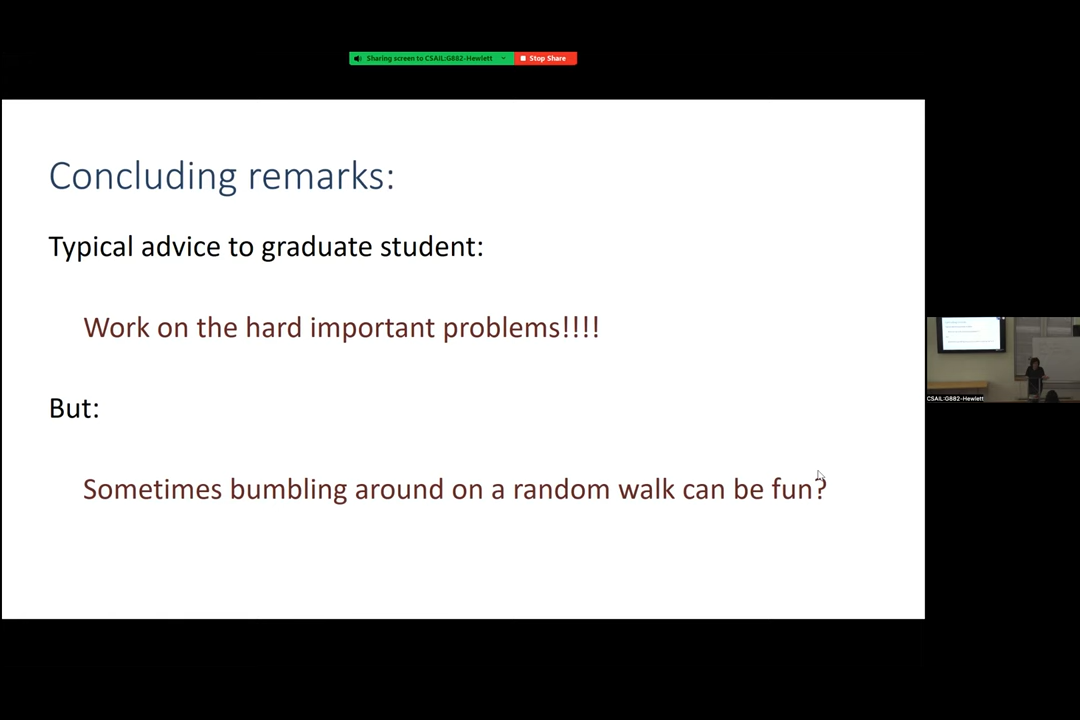 Sharing screen to CSAIL:G882-Hewlett
Stop Share
Concluding remarks:
Typical advice to graduate student:
Work on the hard important problems!!!!
But:
Sometimes bumbling around on a random walk can be fun?
CSAIL:G882-Hewlett